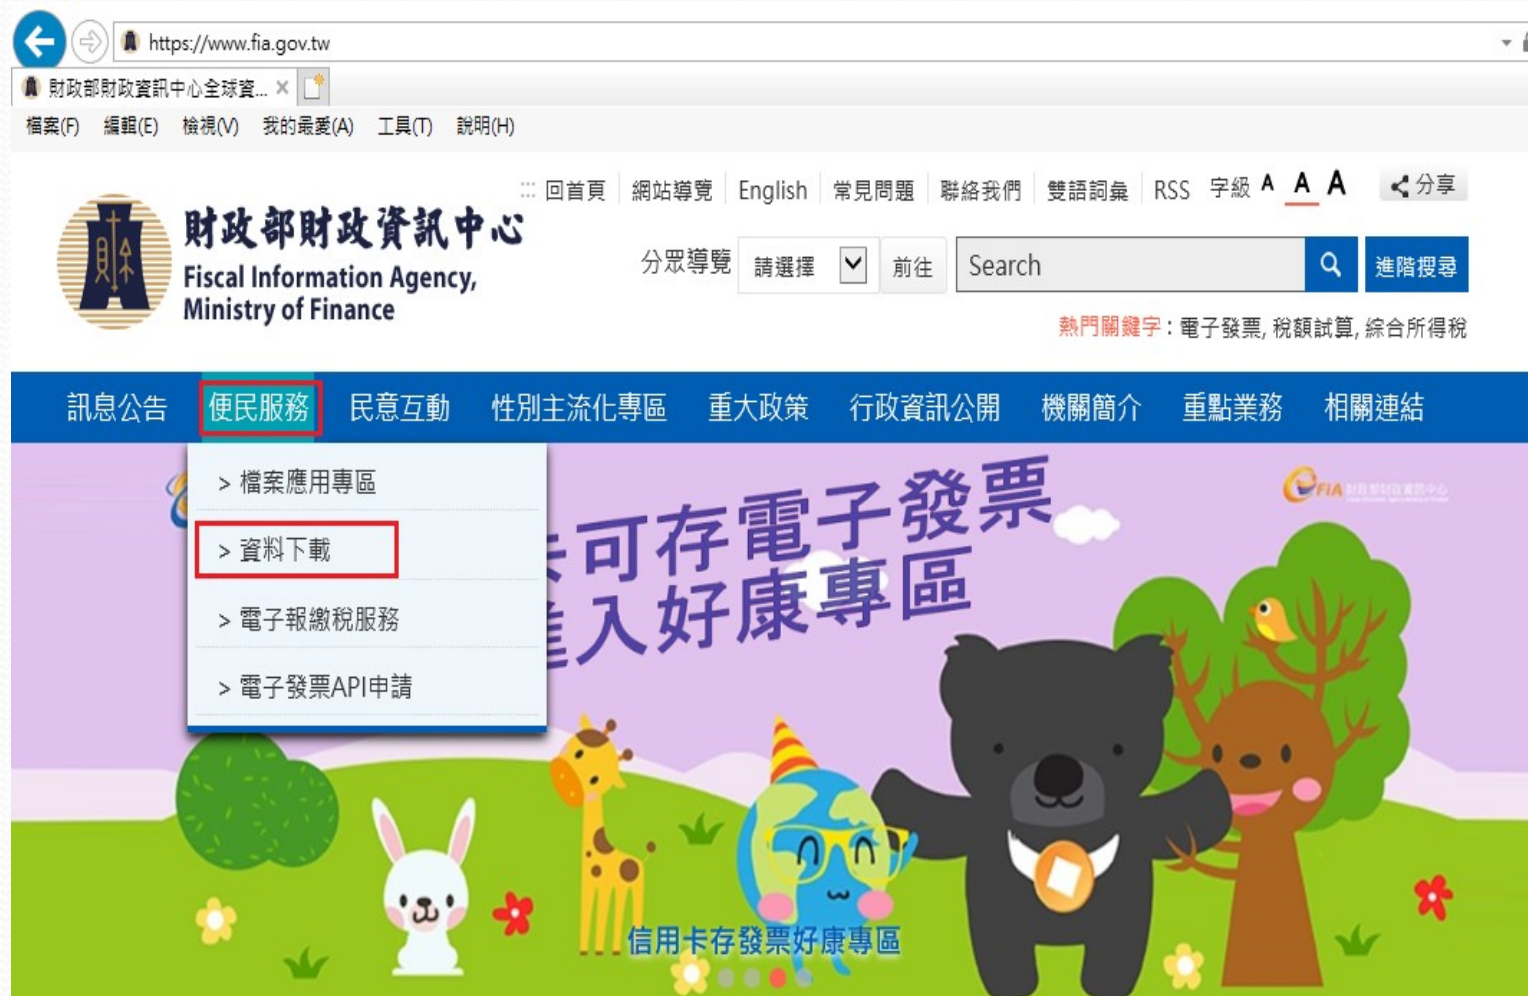 https://www.fia.gov.tw
財政部財政資訊中心全球資...
檔案(F) 編輯(E) 檢視(V) 我的最愛(A) 工具(T) 說明(H)
回首頁 網站導覽 English 常見問題 聯絡我們 雙語詞彙 RSS 字級 A A A 分享
財政部財政資訊中心
Fiscal Information Agency,
Ministry of Finance
分眾導覽 請選擇 前往 Search 進階搜尋
熱門關鍵字:電子發票, 稅額試算, 綜合所得稅
訊息公告 便民服務 民意互動 性別主流化專區 重大政策 行政資訊公開 機關簡介 重點業務 相關連結
> 檔案應用專區
> 資料下載
> 電子報繳稅服務
> 電子發票API申請
可存電子發票
入好康專區
FIA 財政部財政資訊中心
信用卡存發票好康專區